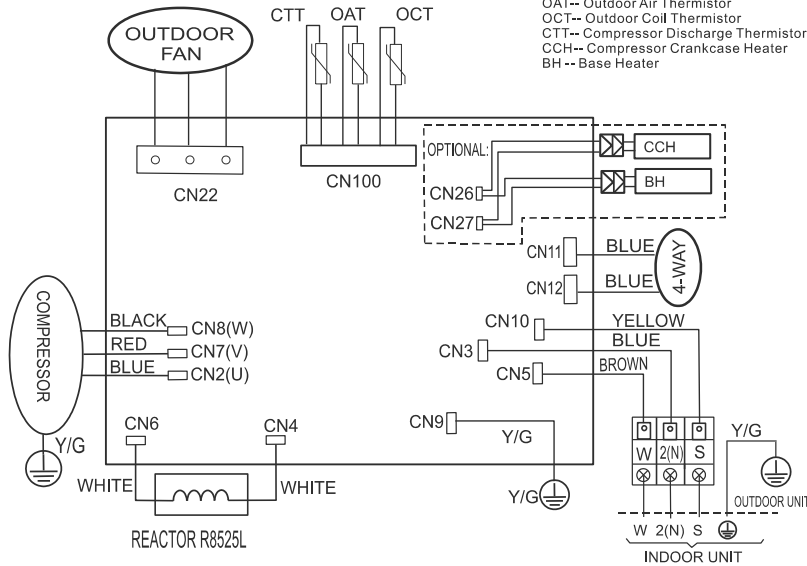 OAT-- Outdoor Air Thermistor
OCT-- Outdoor Coil Thermistor
CTT-- Compressor Discharge Thermistor
CCH-- Compressor Crankcase Heater
BH -- Base Heater
CTT OAT OCT
OUTDOOR
FAN
CN22
CN100
OPTIONAL:
CCH
CN26
BH
CN27
CN11
BLUE
4-WAY
CN12
BLUE
COMPRESSOR
BLACK
CN8(W)
RED
CN7(V)
BLUE
CN2(U)
Y/G
CN10
YELLOW
CN3
BLUE
CN5
BROWN
CN6
CN4
CN9
Y/G
Y/G
WHITE
WHITE
REACTOR R8525L
W 2(N) S
Y/G
OUTDOOR UNIT
W 2(N) S
INDOOR UNIT